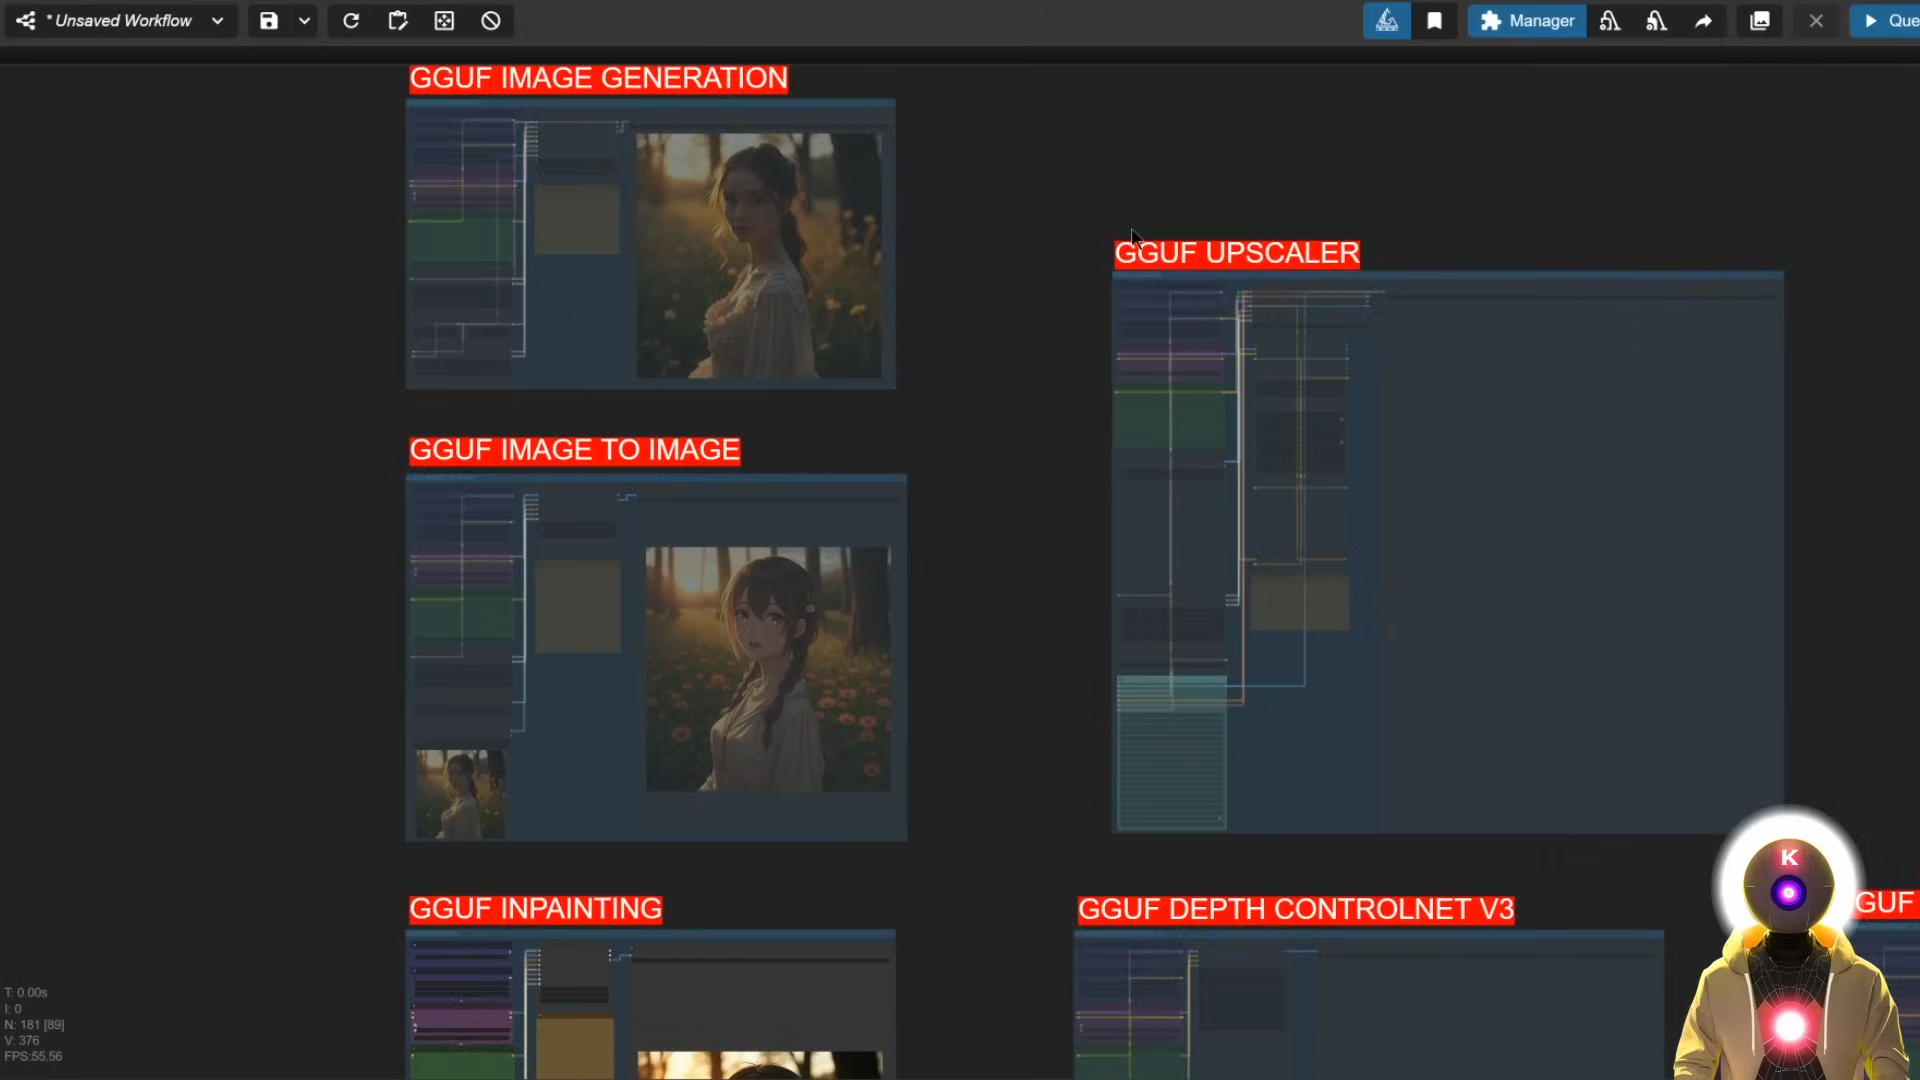 * Unsaved Workflow
Manager
Que
GGUF IMAGE GENERATION
GGUF UPSCALER
GGUF IMAGE TO IMAGE
GGUF INPAINTING
GGUF DEPTH CONTROLNET V3
GUF
K
T: 0.00s
I: 0
N: 181 [89]
V: 376
FPS:55.56